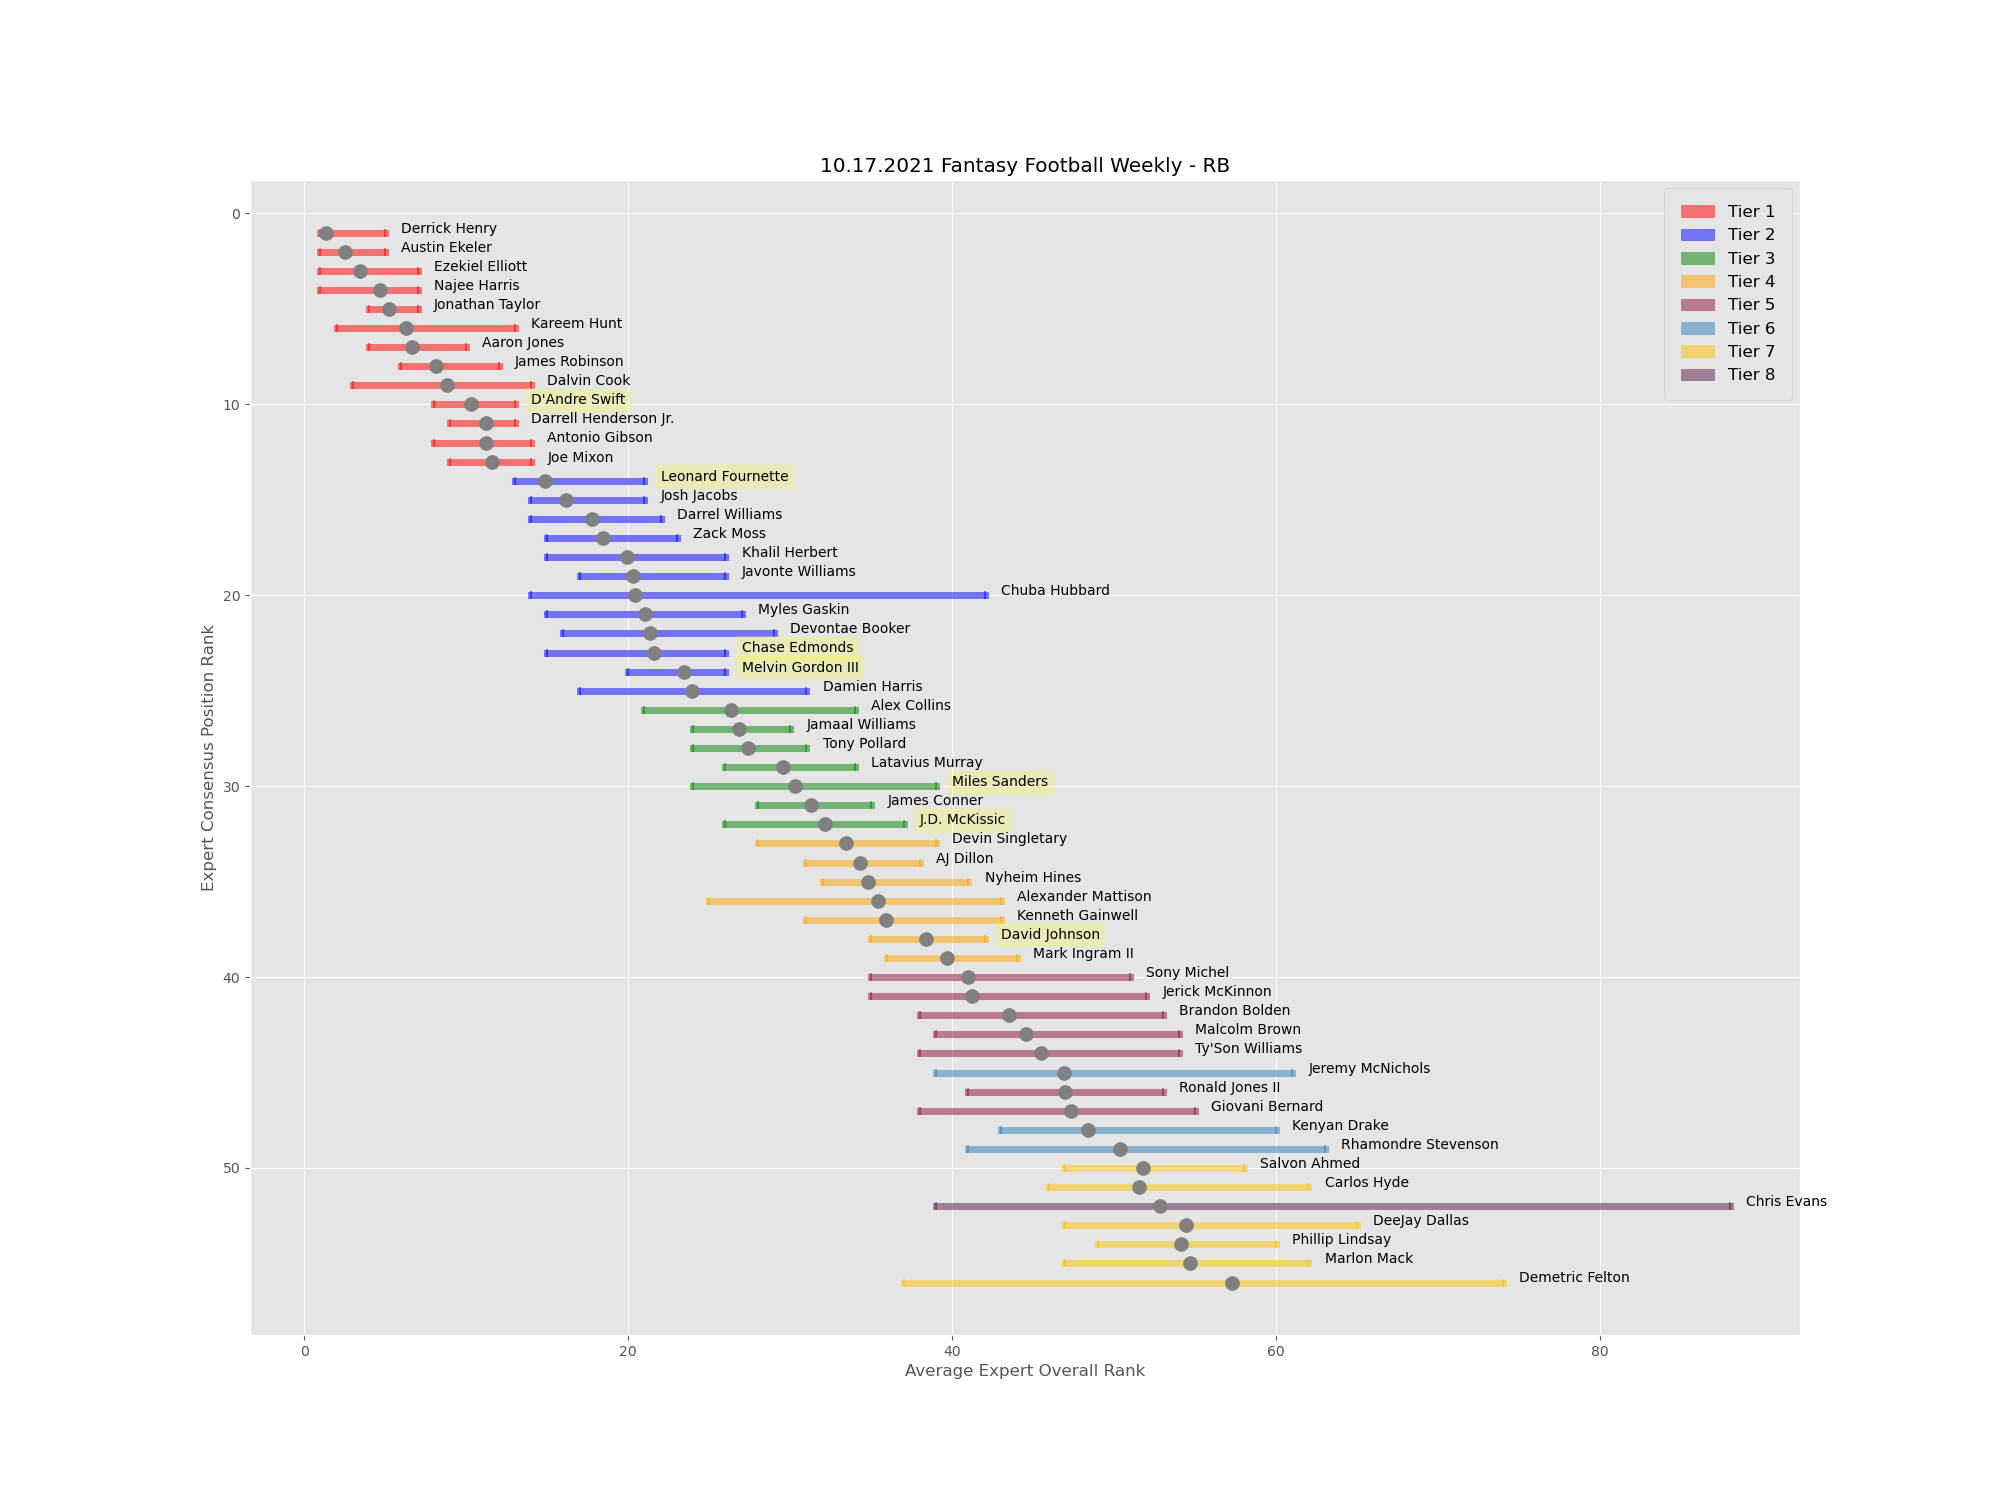 10.17.2021 Fantasy Football Weekly - RB
Tier 1
Tier 2
Tier 3
Tier 4
Tier 5
Tier 6
Tier 7
Tier 8
Expert Consensus Position Rank
0
10
20
30
40
50
Derrick Henry
Austin Ekeler
Ezekiel Elliott
Najee Harris
Jonathan Taylor
Kareem Hunt
Aaron Jones
James Robinson
Dalvin Cook
D'Andre Swift
Darrell Henderson Jr.
Antonio Gibson
Joe Mixon
Leonard Fournette
Josh Jacobs
Darrel Williams
Zack Moss
Khalil Herbert
Javonte Williams
Chuba Hubbard
Myles Gaskin
Devontae Booker
Chase Edmonds
Melvin Gordon III
Damien Harris
Alex Collins
Jamaal Williams
Tony Pollard
Latavius Murray
Miles Sanders
James Conner
J.D. McKissic
Devin Singletary
AJ Dillon
Nyheim Hines
Alexander Mattison
Kenneth Gainwell
David Johnson
Mark Ingram II
Sony Michel
Jerick McKinnon
Brandon Bolden
Malcolm Brown
Ty'Son Williams
Jeremy McNichols
Ronald Jones II
Giovani Bernard
Kenyan Drake
Rhamondre Stevenson
Salvon Ahmed
Carlos Hyde
Chris Evans
DeeJay Dallas
Phillip Lindsay
Marlon Mack
Demetric Felton
0 20 40 60 80
Average Expert Overall Rank